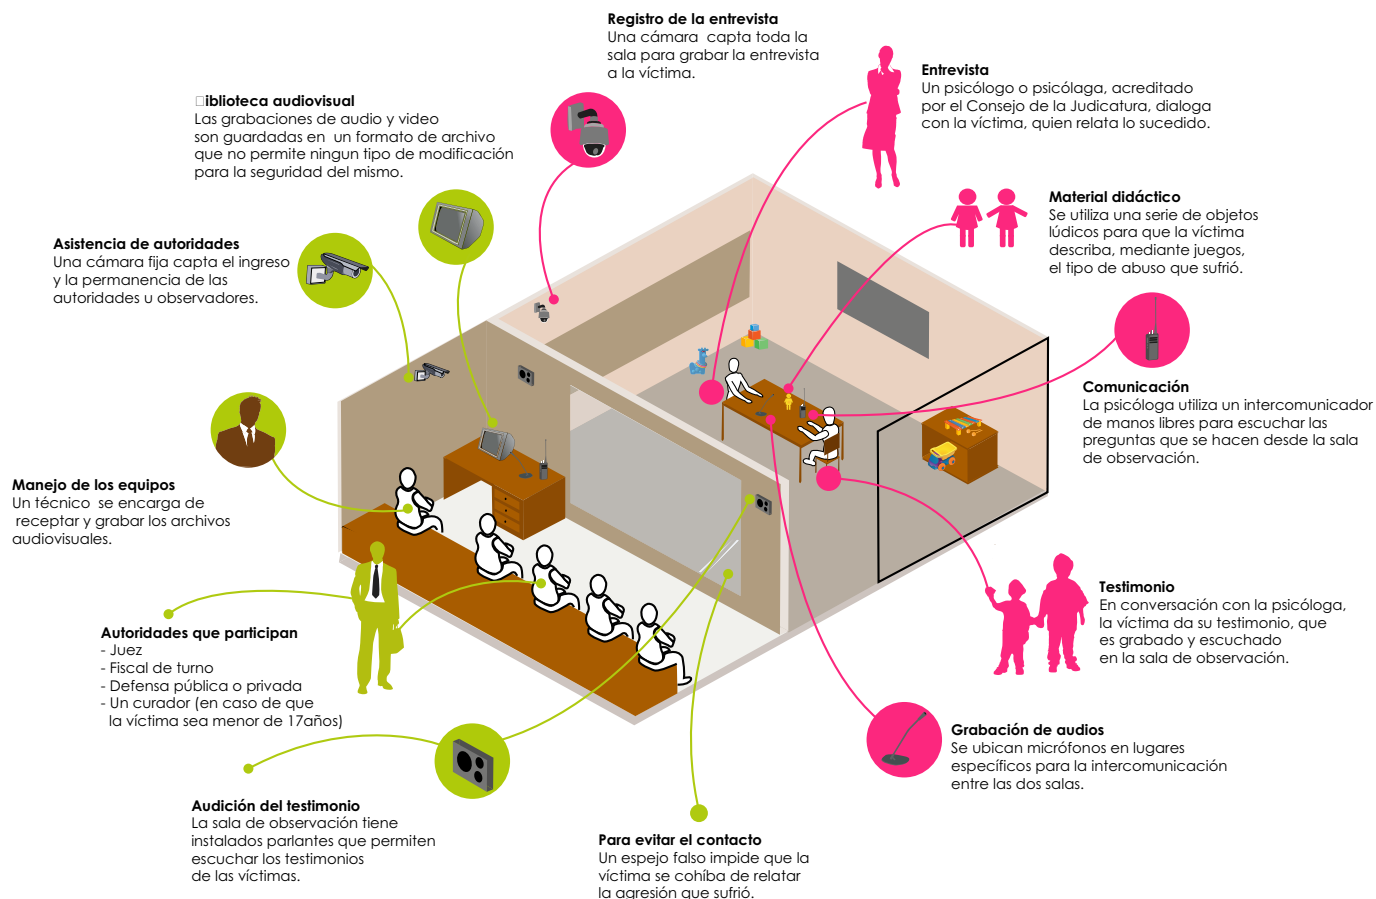 Registro de la entrevista
Una cámara capta toda la
sala para grabar la entrevista
a la víctima.
Entrevista
Un psicólogo o psicólaga, acreditado
por el Consejo de la Judicatura, dialoga
con la víctima, quien relata lo sucedido.
□iblioteca audiovisual
Las grabaciones de audio y video
son guardadas en un formato de archivo
que no permite ningun tipo de modificación
para la seguridad del mismo.
Material didáctico
Se utiliza una serie de objetos
lúdicos para que la víctima
describa, mediante juegos,
el tipo de abuso que sufrió.
Asistencia de autoridades
Una cámara fija capta el ingreso
y la permanencia de las
autoridades u observadores.
Comunicación
La psicóloga utiliza un intercomunicador
de manos libres para escuchar las
preguntas que se hacen desde la sala
de observación.
Manejo de los equipos
Un técnico se encarga de
receptar y grabar los archivos
audiovisuales.
Testimonio
En conversación con la psicóloga,
la víctima da su testimonio, que
es grabado y escuchado
en la sala de observación.
Autoridades que participan
- Juez
- Fiscal de turno
- Defensa pública o privada
- Un curador (en caso de que
la víctima sea menor de 17años)
Grabación de audios
Se ubican micrófonos en lugares
específicos para la intercomunicación
entre las dos salas.
Audición del testimonio
La sala de observación tiene
instalados parlantes que permiten
escuchar los testimonios
de las víctimas.
Para evitar el contacto
Un espejo falso impide que la
víctima se cohíba de relatar
la agresión que sufrió.